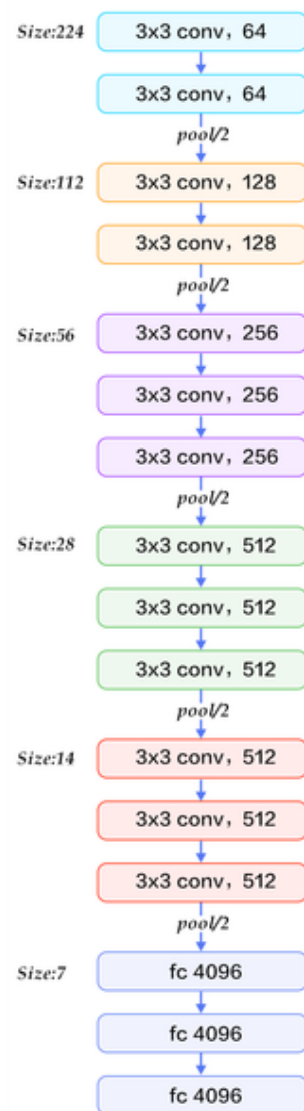 Size:224 3x3 conv，64
3x3 conv，64
pool/2
Size:112 3x3 conv，128
3x3 conv，128
pool/2
Size:56 3x3 conv，256
3x3 conv，256
3x3 conv，256
pool/2
Size:28 3x3 conv，512
3x3 conv，512
3x3 conv，512
pool/2
Size:14 3x3 conv，512
3x3 conv，512
3x3 conv，512
pool/2
Size:7 fc 4096
fc 4096
fc 4096